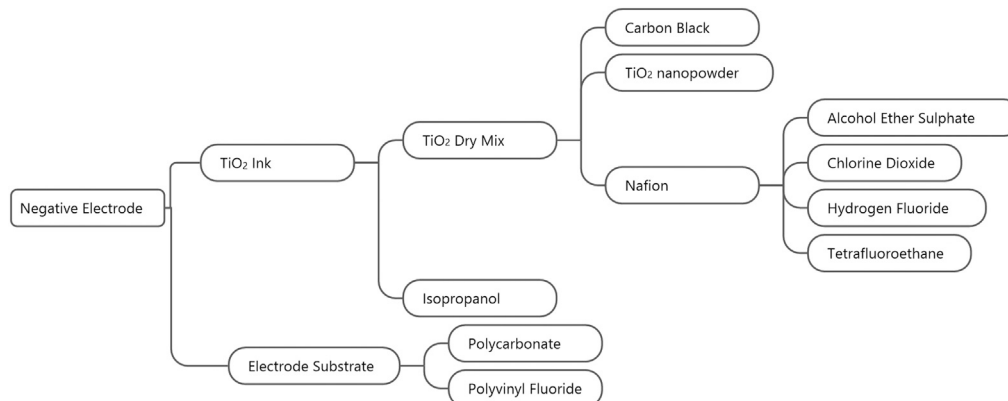 Carbon Black
TiO₂ nanopowder
Alcohol Ether Sulphate
TiO₂ Dry Mix
TiO₂ Ink
Chlorine Dioxide
Nafion
Negative Electrode
Hydrogen Fluoride
Tetrafluoroethane
Isopropanol
Polycarbonate
Electrode Substrate
Polyvinyl Fluoride